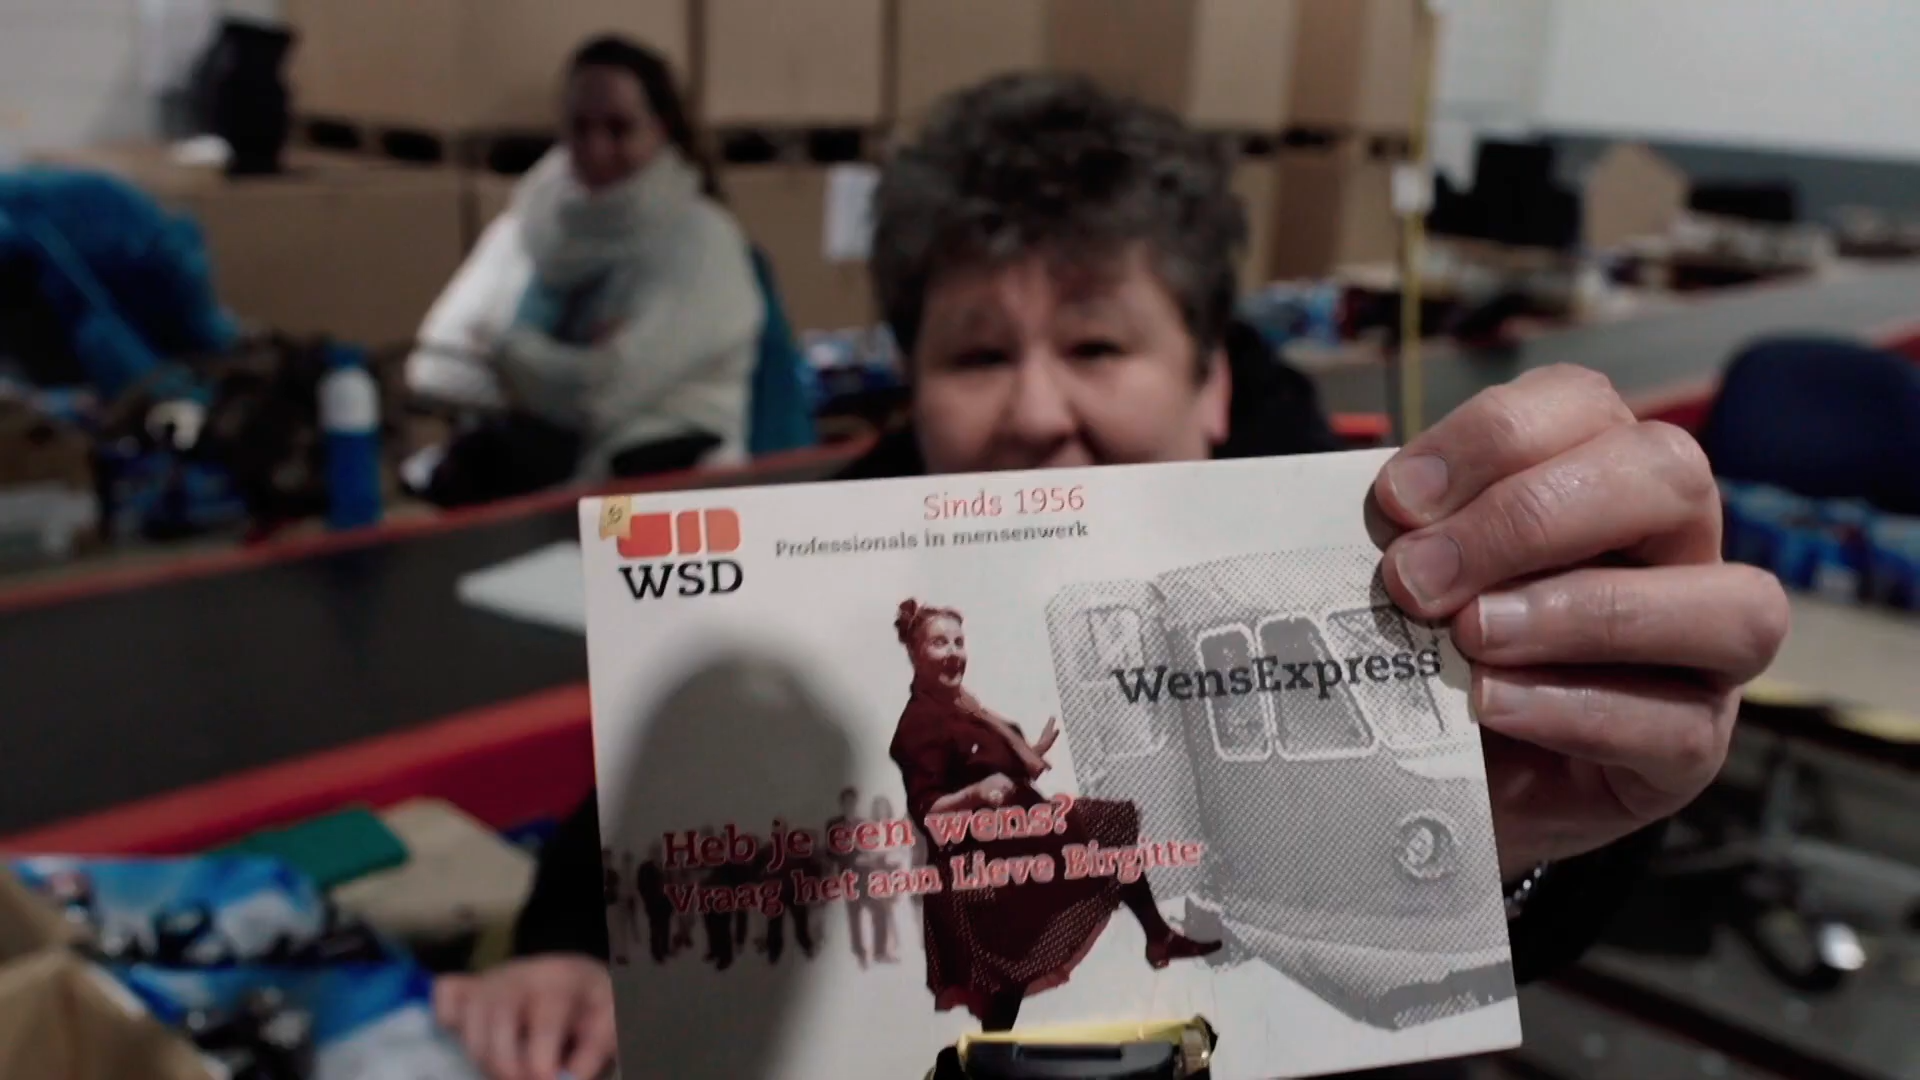 Sinds 1956
Professionals in mensenwerk
WSD
WensExpress
Heb je een wens?
Vraag het aan Lieve Birgitte